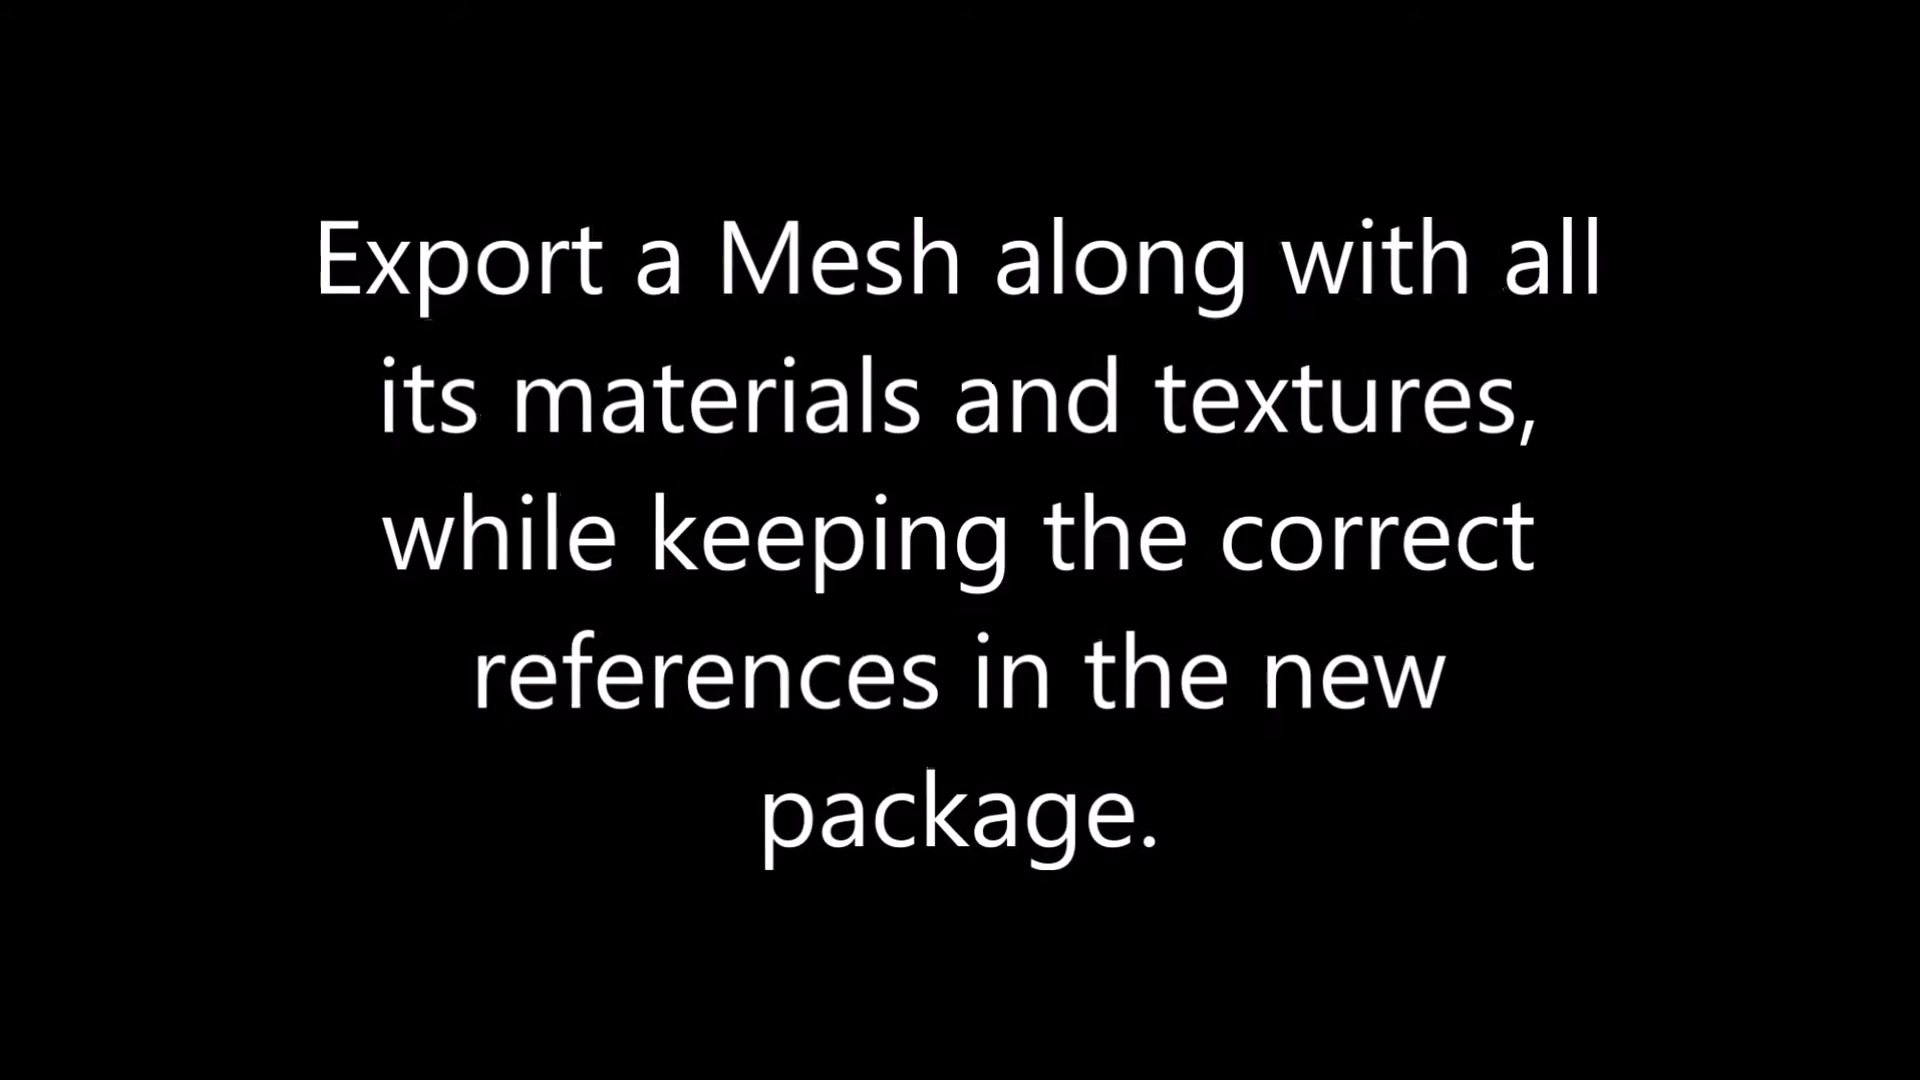 Export a Mesh along with all
its materials and textures,
while keeping the correct
references in the new
package.